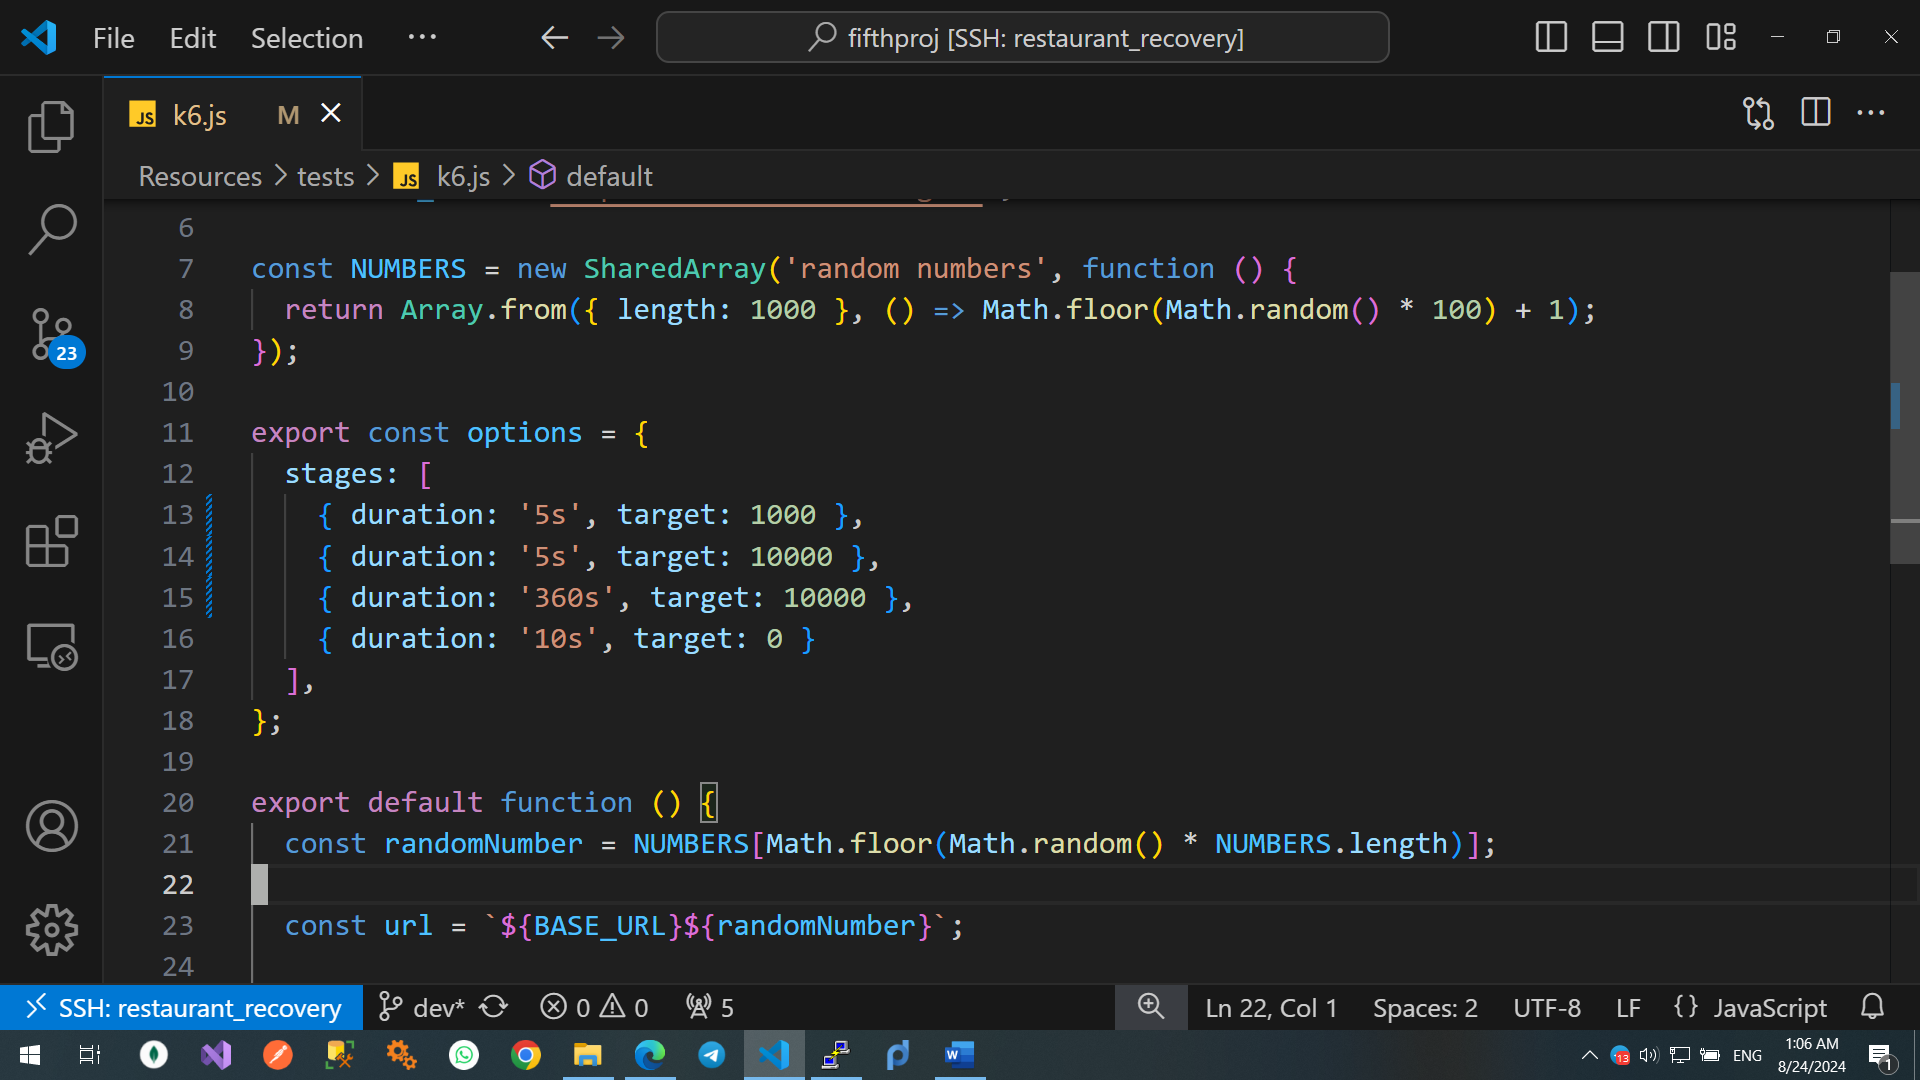 File Edit Selection ··· fifthproj [SSH: restaurant_recovery]
JS k6.js M
Resources > tests > JS k6.js > default
6
7 const NUMBERS = new SharedArray('random numbers', function () {
8 return Array.from({ length: 1000 }, () => Math.floor(Math.random() * 100) + 1);
9 });
10
11 export const options = {
12 stages: [
13 { duration: '5s', target: 1000 },
14 { duration: '5s', target: 10000 },
15 { duration: '360s', target: 10000 },
16 { duration: '10s', target: 0 }
17 ],
18 };
19
20 export default function () {
21 const randomNumber = NUMBERS[Math.floor(Math.random() * NUMBERS.length)];
22
23 const url = `${BASE_URL}${randomNumber}`;
24
23
SSH: restaurant_recovery dev* 0 0 5 Ln 22, Col 1 Spaces: 2 UTF-8 LF {} JavaScript
W 13 ENG 1:06 AM
8/24/2024 1